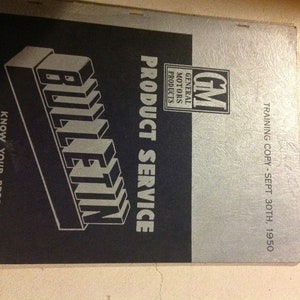 TRAINING COPY - SEPT. 30TH, 1950
GM
GENERAL
MOTORS
PRODUCTS
PRODUCT SERVICE
BULLETIN
KNOW YOUR